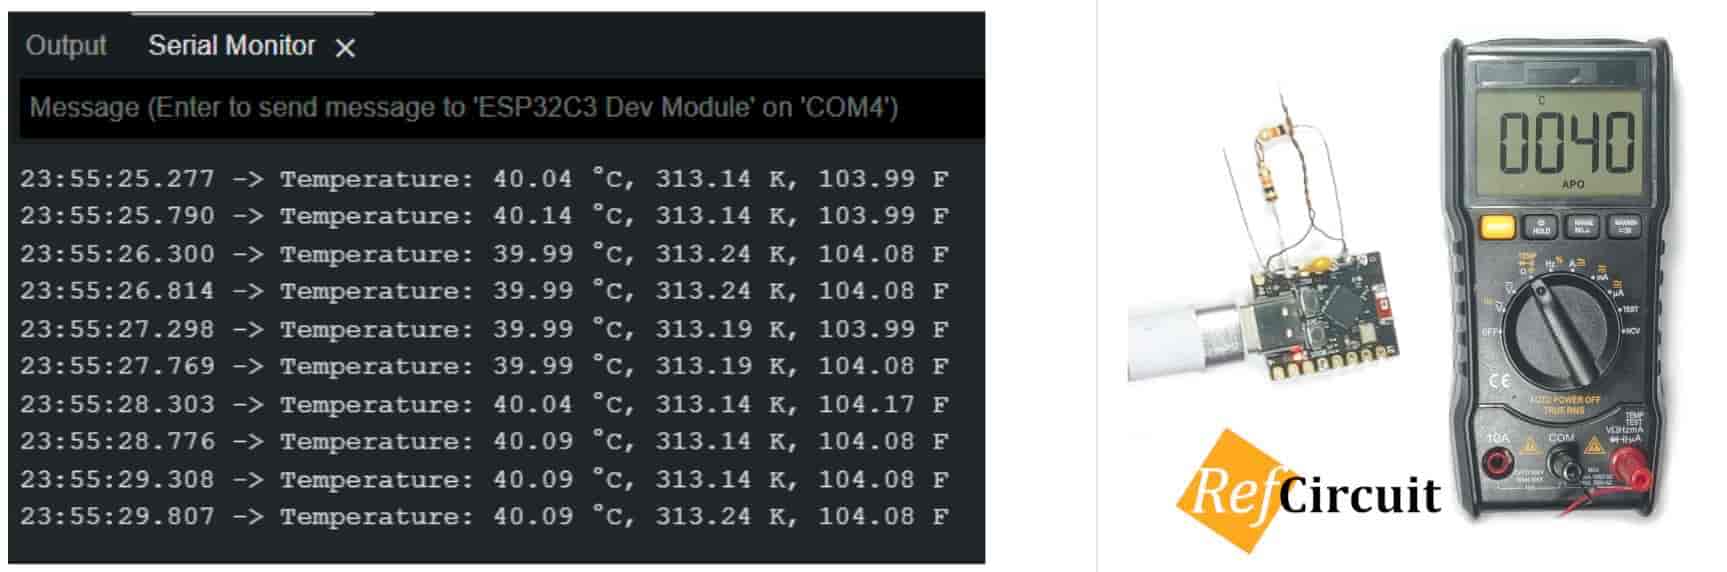 Output Serial Monitor X
Message (Enter to send message to 'ESP32C3 Dev Module' on 'COM4')
23:55:25.277 -> Temperature: 40.04 °C, 313.14 K, 103.99 F
23:55:25.790 -> Temperature: 40.14 °C, 313.14 K, 103.99 F
23:55:26.300 -> Temperature: 39.99 °C, 313.24 K, 104.08 F
23:55:26.814 -> Temperature: 39.99 °C, 313.24 K, 104.08 F
23:55:27.298 -> Temperature: 39.99 °C, 313.19 K, 103.99 F
23:55:27.769 -> Temperature: 39.99 °C, 313.19 K, 104.08 F
23:55:28.303 -> Temperature: 40.04 °C, 313.14 K, 104.17 F
23:55:28.776 -> Temperature: 40.09 °C, 313.14 K, 104.08 F
23:55:29.308 -> Temperature: 40.09 °C, 313.14 K, 104.08 F
23:55:29.807 -> Temperature: 40.09 °C, 313.24 K, 104.08 F
RefCircuit
°C
0040
APO
HOLD
TEMP
Hz % A
mA
µA
TEST
NCV
OFF
CE
AUTO POWER OFF
TRUE RMS
TEMP
TEST
10A COM VΩHzmA